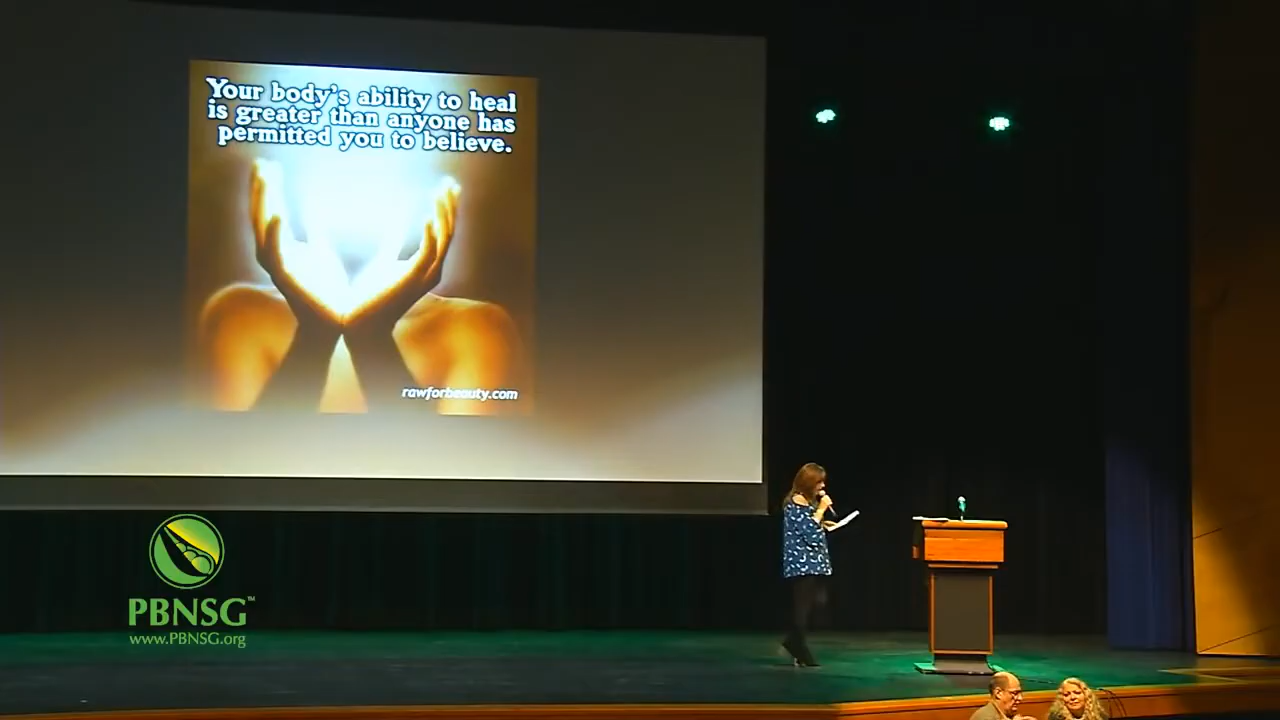 Your body's ability to heal
is greater than anyone has
permitted you to believe.
rawforbeauty.com
PBNSG™
www.PBNSG.org